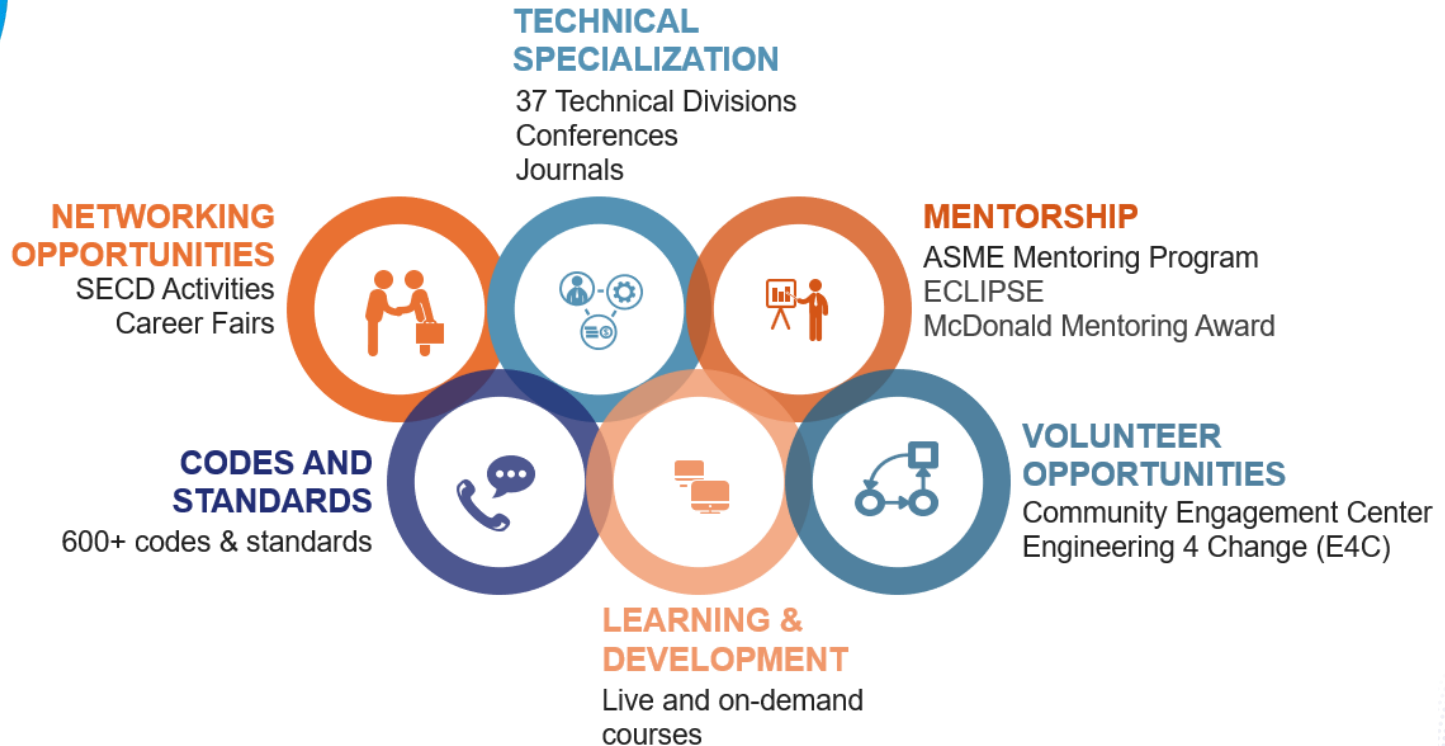 TECHNICAL
SPECIALIZATION
37 Technical Divisions
Conferences
Journals
NETWORKING
OPPORTUNITIES
SECD Activities
Career Fairs
MENTORSHIP
ASME Mentoring Program
ECLIPSE
McDonald Mentoring Award
CODES AND
STANDARDS
600+ codes & standards
VOLUNTEER
OPPORTUNITIES
Community Engagement Center
Engineering 4 Change (E4C)
LEARNING &
DEVELOPMENT
Live and on-demand
courses